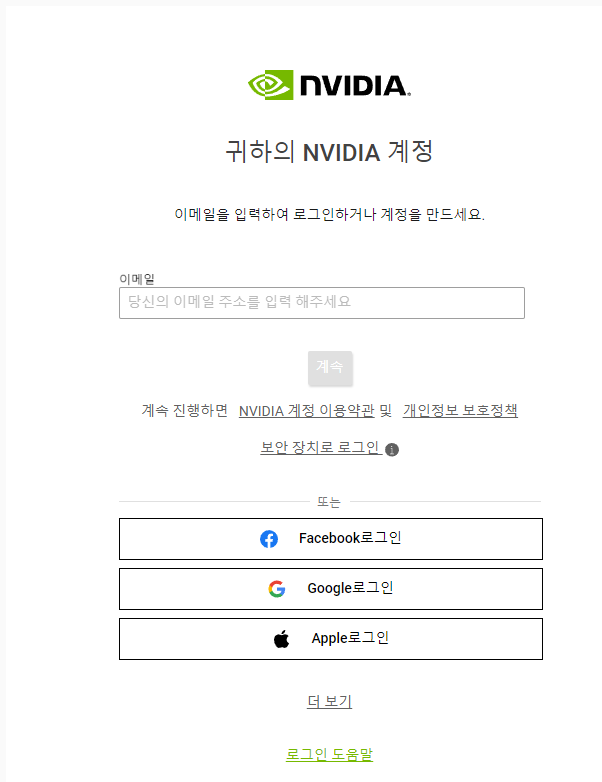 NVIDIA.
귀하의 NVIDIA 계정
이메일을 입력하여 로그인하거나 계정을 만드세요.
이메일
당신의 이메일 주소를 입력 해주세요
계속
계속 진행하면 NVIDIA 계정 이용약관 및 개인정보 보호정책
보안 장치로 로그인 i
또는
Facebook로그인
Google로그인
Apple로그인
더 보기
로그인 도움말